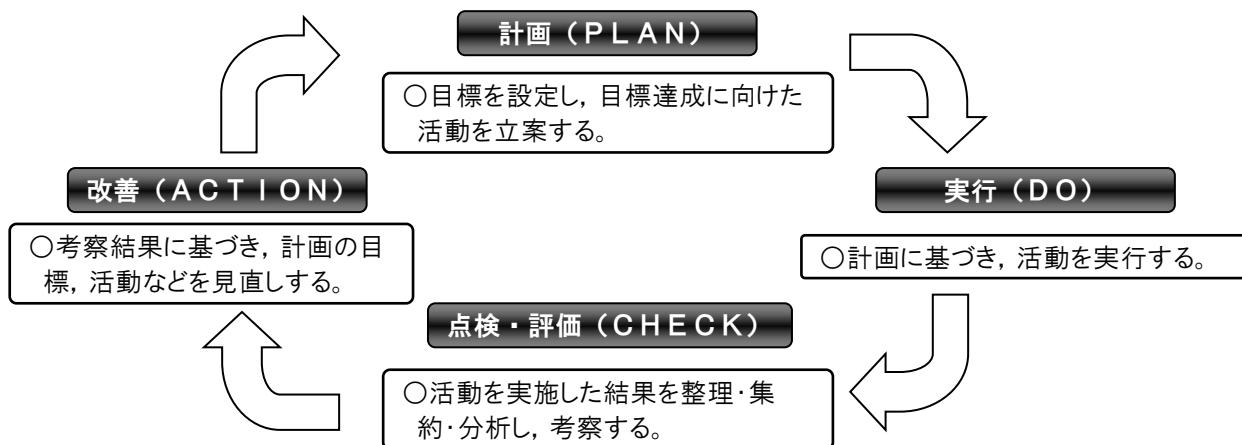 計画（ＰＬＡＮ）
○目標を設定し，目標達成に向けた
活動を立案する。
実行（ＤＯ）
○計画に基づき，活動を実行する。
点検・評価（ＣＨＥＣＫ）
○活動を実施した結果を整理・集
約・分析し，考察する。
改善（ＡＣＴＩＯＮ）
○考察結果に基づき，計画の目
標，活動などを見直しする。